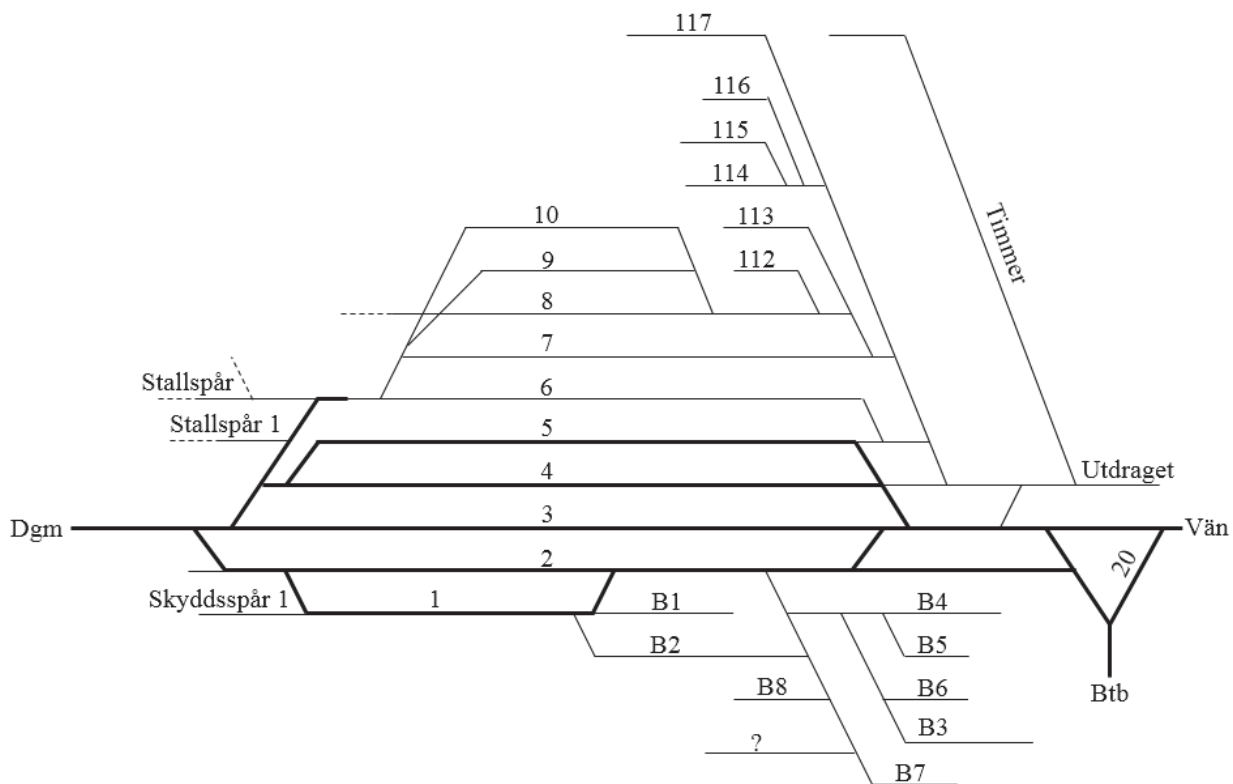 117
116
115
114
10
113
9
112
8
7
Timmer
Stallspår
6
Stallspår 1
5
4
Utdraget
3
Dgm
Vän
2
20
Skyddsspår 1
1
B1
B4
B2
B5
B8
B6
Btb
?
B3
B7